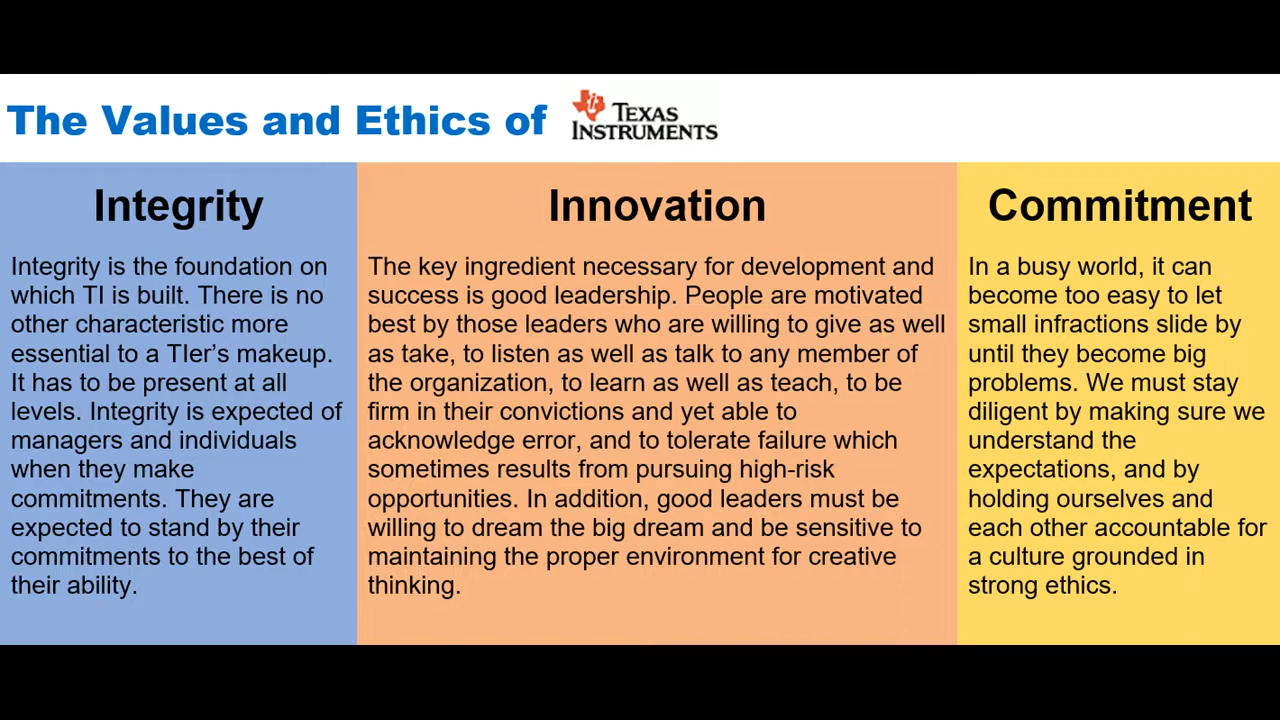 The Values and Ethics of
TEXAS
INSTRUMENTS
Integrity
Integrity is the foundation on
which TI is built. There is no
other characteristic more
essential to a TIer’s makeup.
It has to be present at all
levels. Integrity is expected of
managers and individuals
when they make
commitments. They are
expected to stand by their
commitments to the best of
their ability.
Innovation
The key ingredient necessary for development and
success is good leadership. People are motivated
best by those leaders who are willing to give as well
as take, to listen as well as talk to any member of
the organization, to learn as well as teach, to be
firm in their convictions and yet able to
acknowledge error, and to tolerate failure which
sometimes results from pursuing high-risk
opportunities. In addition, good leaders must be
willing to dream the big dream and be sensitive to
maintaining the proper environment for creative
thinking.
Commitment
In a busy world, it can
become too easy to let
small infractions slide by
until they become big
problems. We must stay
diligent by making sure we
understand the
expectations, and by
holding ourselves and
each other accountable for
a culture grounded in
strong ethics.